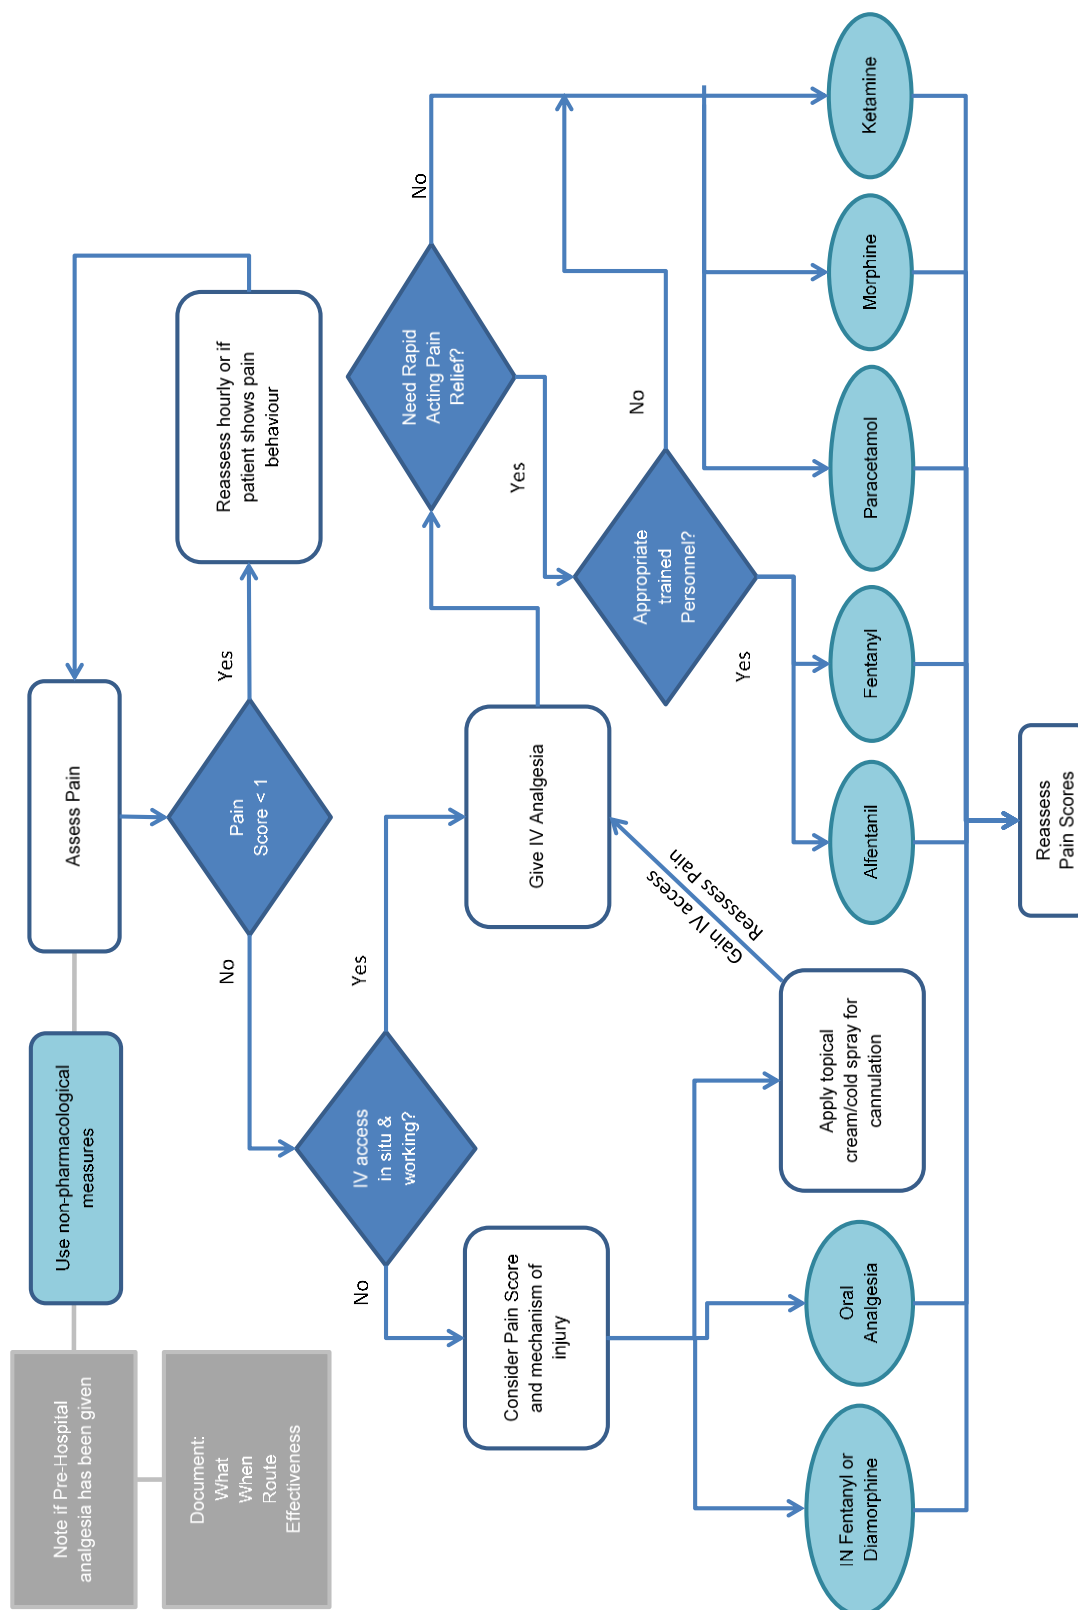 Note if Pre-Hospital
analgesia has been given
Document:
What
When
Route
Effectiveness
Use non-pharmacological
measures
Assess Pain
Pain
Score < 1
Yes
Reassess hourly or if
patient shows pain
behaviour
No
IV access
in situ &
working?
Yes
Give IV Analgesia
No
Consider Pain Score
and mechanism of
injury
Need Rapid
Acting Pain
Relief?
No
Yes
Appropriate
trained
Personnel?
No
Yes
Apply topical
cream/cold spray for
cannulation
Gain IV access
Reassess Pain
IN Fentanyl or
Diamorphine
Oral
Analgesia
Alfentanil
Fentanyl
Paracetamol
Morphine
Ketamine
Reassess
Pain Scores